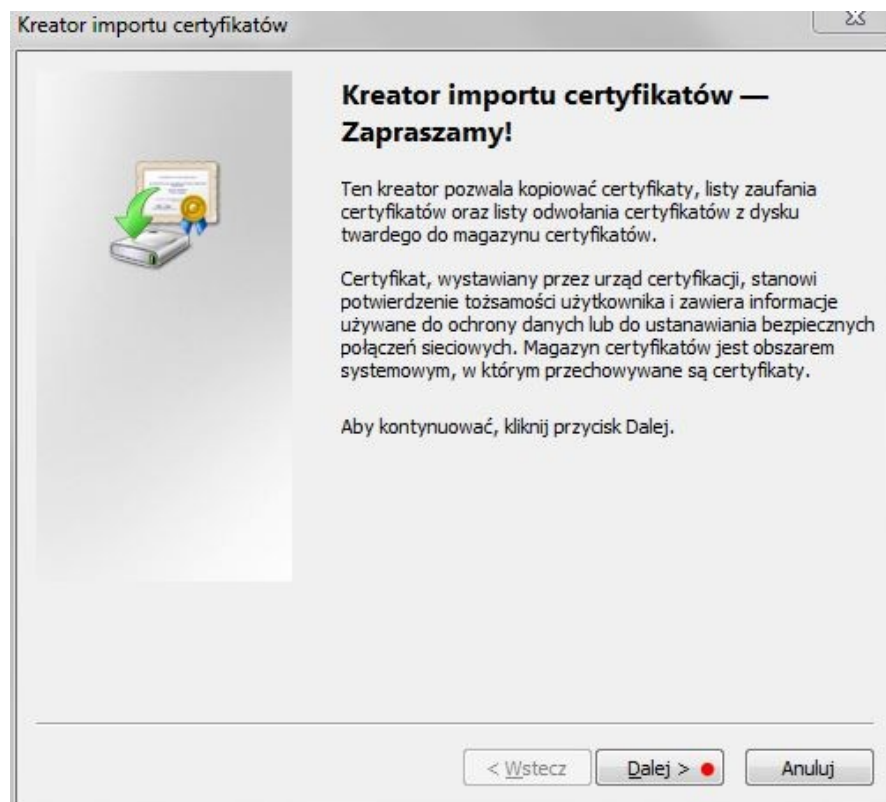 Kreator importu certyfikatów
Kreator importu certyfikatów —
Zapraszamy!
Ten kreator pozwala kopiować certyfikaty, listy zaufania
certyfikatów oraz listy odwołania certyfikatów z dysku
twardego do magazynu certyfikatów.
Certyfikat, wystawiany przez urząd certyfikacji, stanowi
potwierdzenie tożsamości użytkownika i zawiera informacje
używane do ochrony danych lub do ustanawiania bezpiecznych
połączeń sieciowych. Magazyn certyfikatów jest obszarem
systemowym, w którym przechowywane są certyfikaty.
Aby kontynuować, kliknij przycisk Dalej.
< Wstecz Dalej > Anuluj